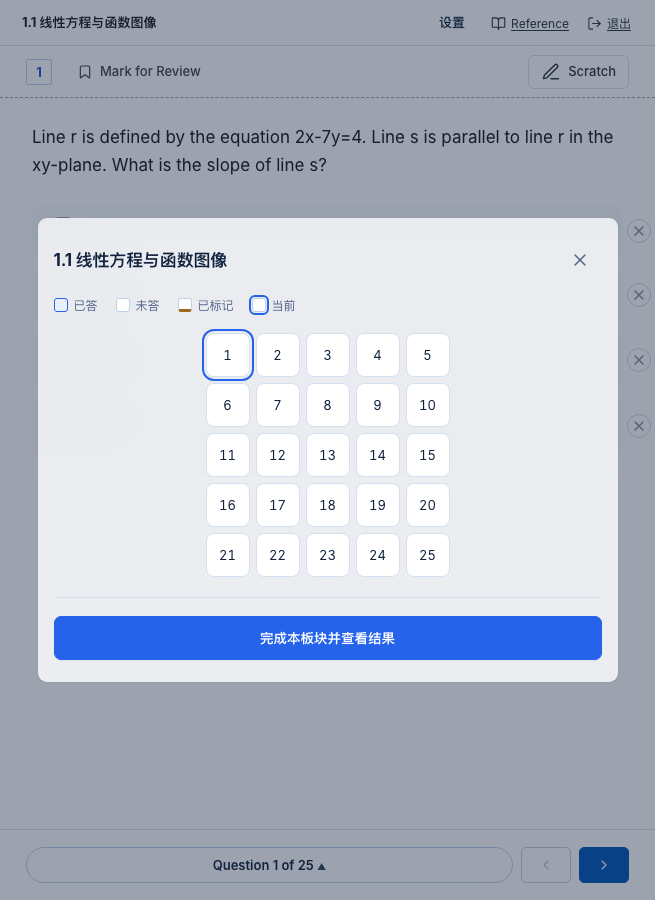 1.1 线性方程与函数图像 设置 Reference 退出
1 Mark for Review Scratch
Line r is defined by the equation 2x-7y=4. Line s is parallel to line r in the
xy-plane. What is the slope of line s?
1.1 线性方程与函数图像
已答 未答 已标记 当前
1 2 3 4 5
6 7 8 9 10
11 12 13 14 15
16 17 18 19 20
21 22 23 24 25
完成本板块并查看结果
Question 1 of 25